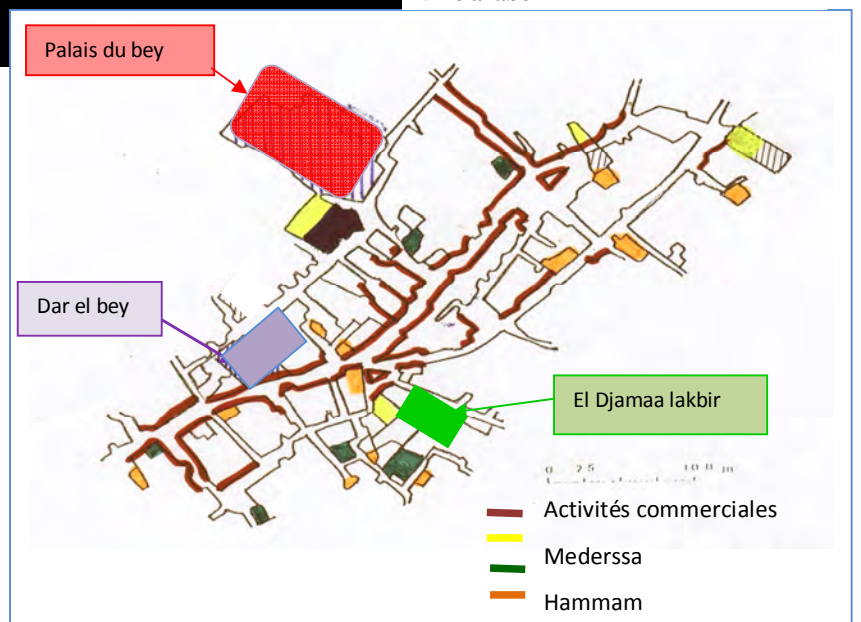 Palais du bey
Dar el bey
El Djamaa lakbir
Activités commerciales
Mederssa
Hammam